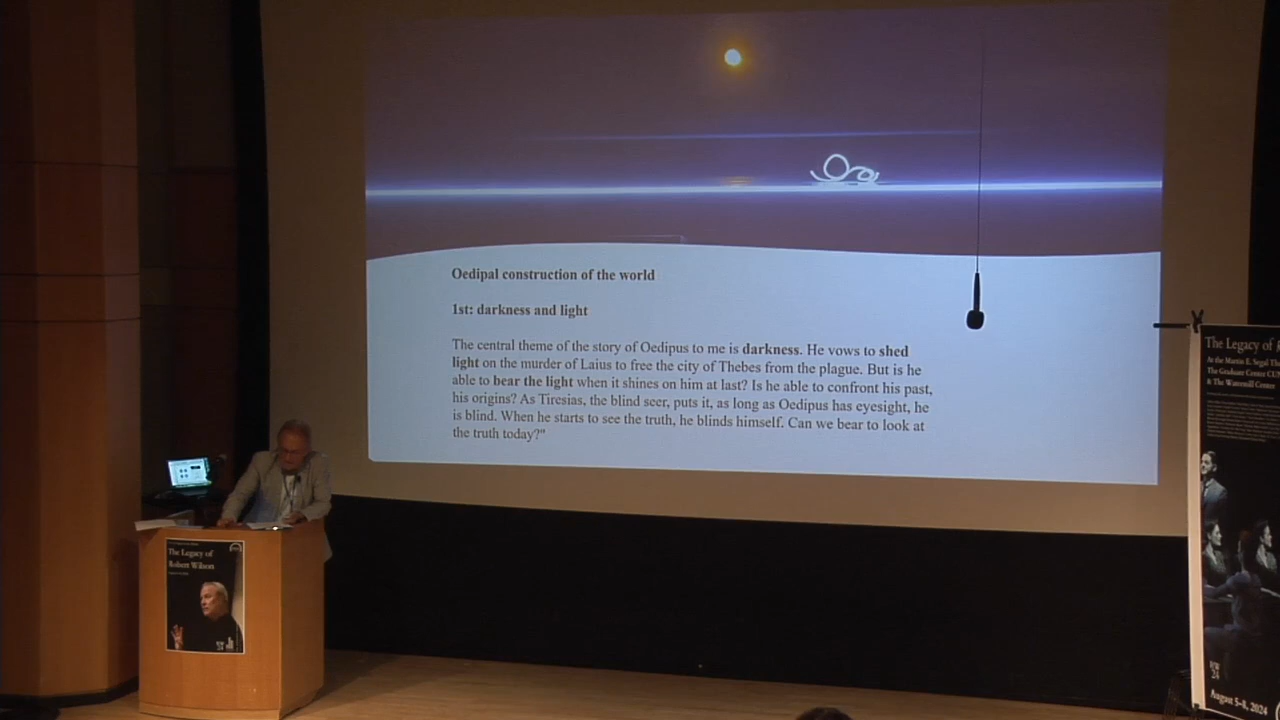 Oedipal construction of the world
1st: darkness and light
The central theme of the story of Oedipus to me is darkness. He vows to shed
light on the murder of Laius to free the city of Thebes from the plague. But is he
able to bear the light when it shines on him at last? Is he able to confront his past,
his origins? As Tiresias, the blind seer, puts it, as long as Oedipus has eyesight, he
is blind. When he starts to see the truth, he blinds himself. Can we bear to look at
the truth today?"
The Legacy of
Robert Wilson
The Legacy of
At the Martin E. Segal
The Graduate Center
& The Watermill Center
August 5–8, 2024